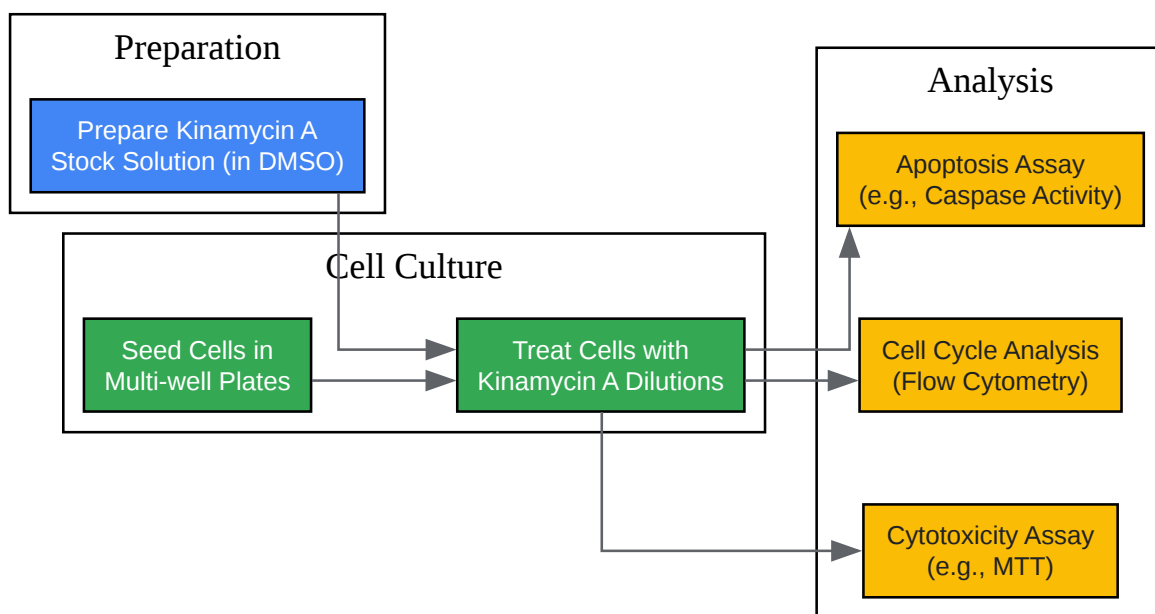 Preparation
Prepare Kinamycin A
Stock Solution (in DMSO)
Cell Culture
Seed Cells in
Multi-well Plates
Treat Cells with
Kinamycin A Dilutions
Analysis
Apoptosis Assay
(e.g., Caspase Activity)
Cell Cycle Analysis
(Flow Cytometry)
Cytotoxicity Assay
(e.g., MTT)